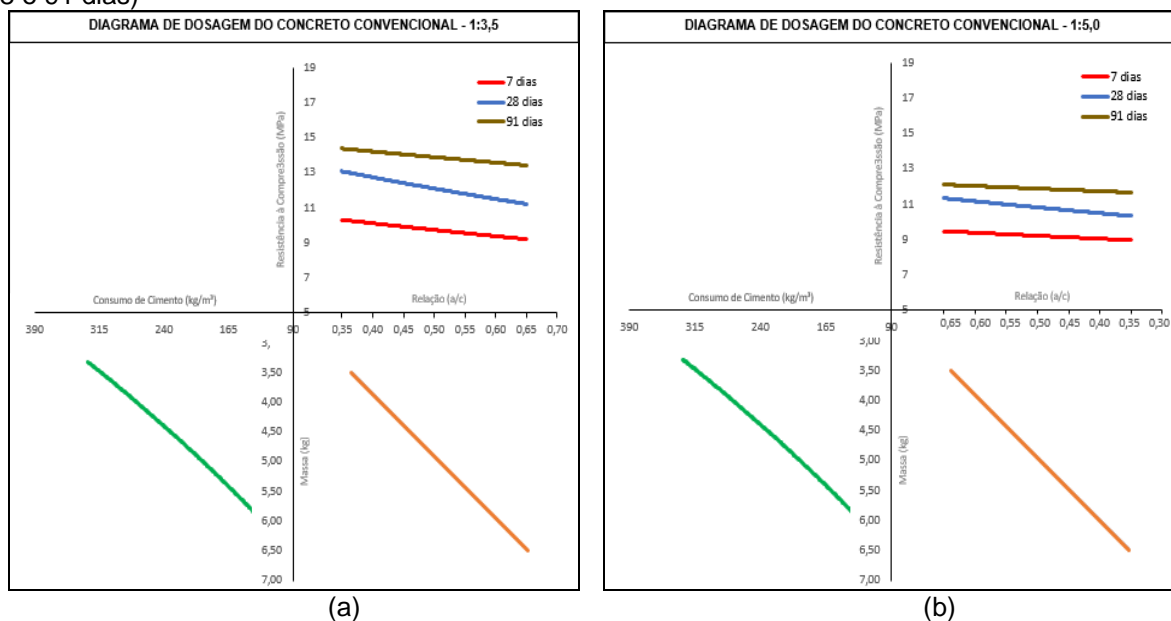 DIAGRAMA DE DOSAGEM DO CONCRETO CONVENCIONAL - 1:3,5
19
17
15
13
11
9
7
5
Resistência à Compre3ssão (MPa)
7 dias
28 dias
91 dias
Consumo de Cimento (kg/m³)
Relação (a/c)
390 315 240 165 90 0,35 0,40 0,45 0,50 0,55 0,60 0,65 0,70
3,50
4,00
4,50
5,00
5,50
6,00
6,50
7,00
Massa (kg)
(a)
DIAGRAMA DE DOSAGEM DO CONCRETO CONVENCIONAL - 1:5,0
19
17
15
13
11
9
7
5
Resistência à Compre3ssão (MPa)
7 dias
28 dias
91 dias
Consumo de Cimento (kg/m³)
Relação (a/c)
390 315 240 165 90 0,65 0,60 0,55 0,50 0,45 0,40 0,35 0,30
3,00
3,50
4,00
4,50
5,00
5,50
6,00
6,50
7,00
Massa (kg)
(b)